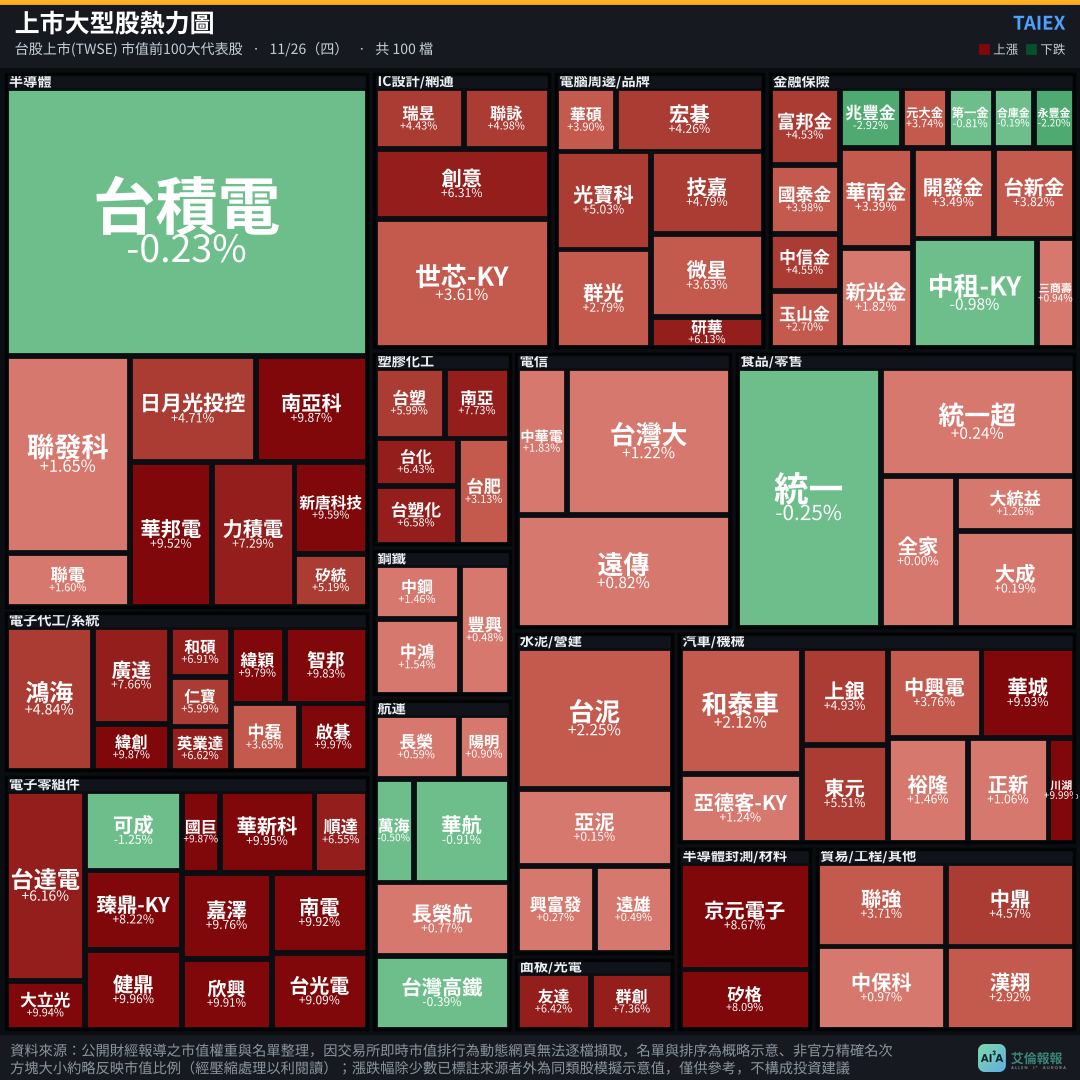 上市大型股熱力圖
台股上市(TWSE) 市值前100大代表股 · 11/26（四） · 共 100 檔
TAIEX
上漲 下跌
半導體
台積電
-0.23%
聯發科
+1.65%
聯電
+1.60%
日月光投控
+4.71%
南亞科
+9.87%
華邦電
+9.52%
力積電
+7.29%
新唐科技
+9.59%
矽統
+5.19%
電子代工/系統
鴻海
+4.84%
廣達
+7.66%
緯創
+9.87%
和碩
+6.91%
仁寶
+5.99%
英業達
+6.62%
緯穎
+9.79%
智邦
+9.83%
中磊
+3.65%
啟碁
+9.97%
電子零組件
台達電
+6.16%
大立光
+9.94%
可成
-1.25%
臻鼎-KY
+8.22%
健鼎
+9.96%
國巨
+9.87%
華新科
+9.95%
順達
+6.55%
嘉澤
+9.76%
南電
+9.92%
欣興
+9.91%
台光電
+9.09%
IC設計/網通
瑞昱
+4.43%
聯詠
+4.98%
創意
+6.31%
世芯-KY
+3.61%
電腦周邊/品牌
華碩
+3.90%
宏碁
+4.26%
光寶科
+5.03%
技嘉
+4.79%
群光
+2.79%
微星
+3.63%
研華
+6.13%
金融保險
富邦金
+4.53%
國泰金
+3.98%
中信金
+4.55%
玉山金
+2.70%
兆豐金
-2.92%
元大金
+3.74%
第一金
-0.81%
合庫金
-0.19%
永豐金
-2.20%
華南金
+3.39%
開發金
+3.49%
台新金
+3.82%
新光金
+1.82%
中租-KY
-0.98%
三商壽
+0.94%
塑膠化工
台塑
+5.99%
南亞
+7.73%
台化
+6.43%
台塑化
+6.58%
台肥
+3.13%
鋼鐵
中鋼
+1.46%
中鴻
+1.54%
豐興
+0.48%
航運
長榮
+0.59%
陽明
+0.90%
萬海
-0.50%
華航
-0.91%
長榮航
+0.77%
台灣高鐵
-0.39%
電信
中華電
+1.83%
台灣大
+1.22%
遠傳
+0.82%
食品/零售
統一
-0.25%
統一超
+0.24%
全家
+0.00%
大統益
+1.26%
大成
+0.19%
水泥/營建
台泥
+2.25%
亞泥
+0.15%
興富發
+0.27%
遠雄
+0.49%
面板/光電
友達
+6.42%
群創
+7.36%
汽車/機械
和泰車
+2.12%
亞德客-KY
+1.24%
上銀
+4.93%
東元
+5.51%
中興電
+3.76%
華城
+9.93%
裕隆
+1.46%
正新
+1.06%
川湖
+9.99%
半導體封測/材料
京元電子
+8.67%
矽格
+8.09%
貿易/工程/其他
聯強
+3.71%
中鼎
+4.57%
中保科
+0.97%
漢翔
+2.92%
資料來源：公開財經報導之市值權重與名單整理，因交易所即時市值排行為動態網頁無法逐檔擷取，名單與排序為概略示意、非官方精確名次
方塊大小約略反映市值比例（經壓縮處理以利閱讀）；漲跌幅除少數已標註來源者外為同類股模擬示意值，僅供參考，不構成投資建議
艾倫報報
ALLEN IT AURORA